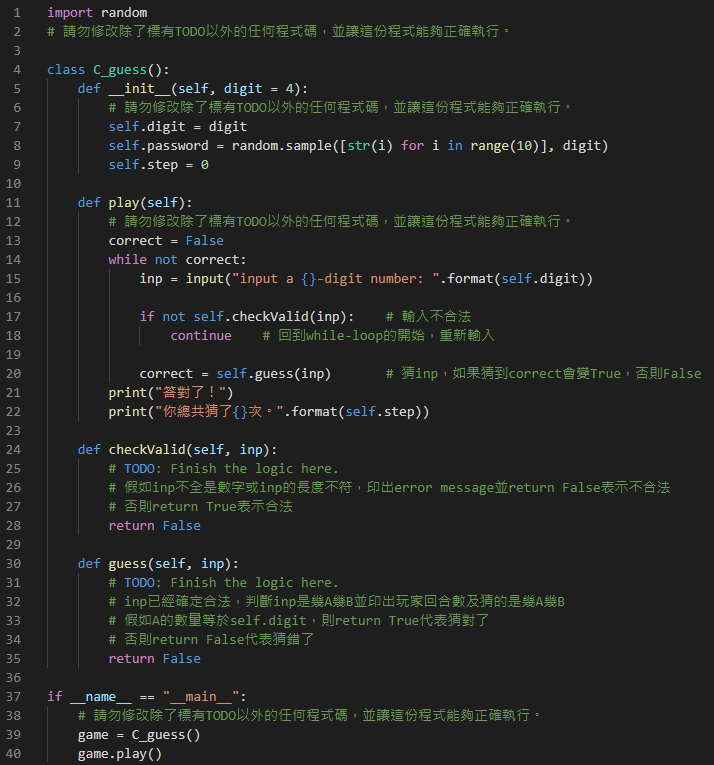 1 import random
2 # 請勿修改除了標有TODO以外的任何程式碼，並讓這份程式能夠正確執行。
3
4 class C_guess():
5     def __init__(self, digit = 4):
6         # 請勿修改除了標有TODO以外的任何程式碼，並讓這份程式能夠正確執行。
7         self.digit = digit
8         self.password = random.sample([str(i) for i in range(10)], digit)
9         self.step = 0
10
11     def play(self):
12         # 請勿修改除了標有TODO以外的任何程式碼，並讓這份程式能夠正確執行。
13         correct = False
14         while not correct:
15             inp = input("input a {}-digit number: ".format(self.digit))
16
17             if not self.checkValid(inp):    # 輸入不合法
18                 continue    # 回到while-loop的開始，重新輸入
19
20             correct = self.guess(inp)       # 猜inp，如果猜到correct會變True，否則False
21         print("答對了！")
22         print("你總共猜了{}次。".format(self.step))
23
24     def checkValid(self, inp):
25         # TODO: Finish the logic here.
26         # 假如inp不全是數字或inp的長度不符，印出error message並return False表示不合法
27         # 否則return True表示合法
28         return False
29
30     def guess(self, inp):
31         # TODO: Finish the logic here.
32         # inp已經確定合法，判斷inp是幾A幾B並印出玩家回合數及猜的是幾A幾B
33         # 假如A的數量等於self.digit，則return True代表猜對了
34         # 否則return False代表猜錯了
35         return False
36
37 if __name__ == "__main__":
38     # 請勿修改除了標有TODO以外的任何程式碼，並讓這份程式能夠正確執行。
39     game = C_guess()
40     game.play()